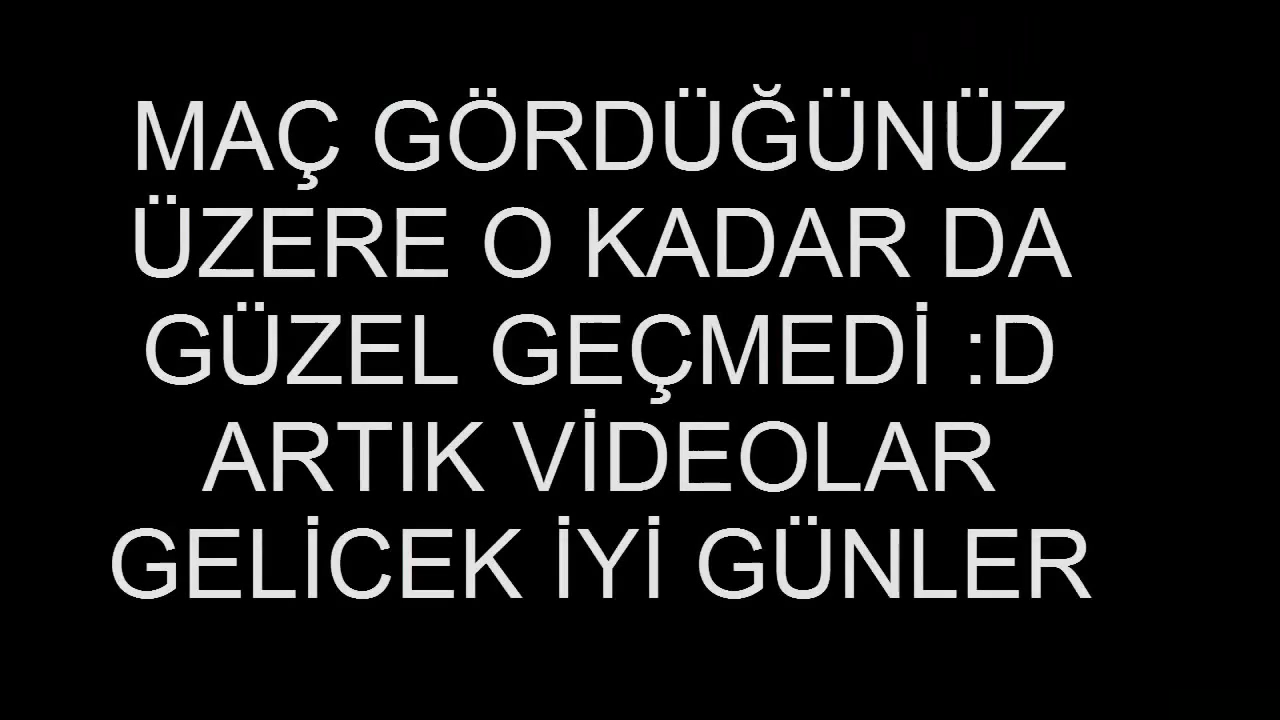 MAÇ GÖRDÜĞÜNÜZ
ÜZERE O KADAR DA
GÜZEL GEÇMEDİ :D
ARTIK VİDEOLAR
GELİCEK İYİ GÜNLER